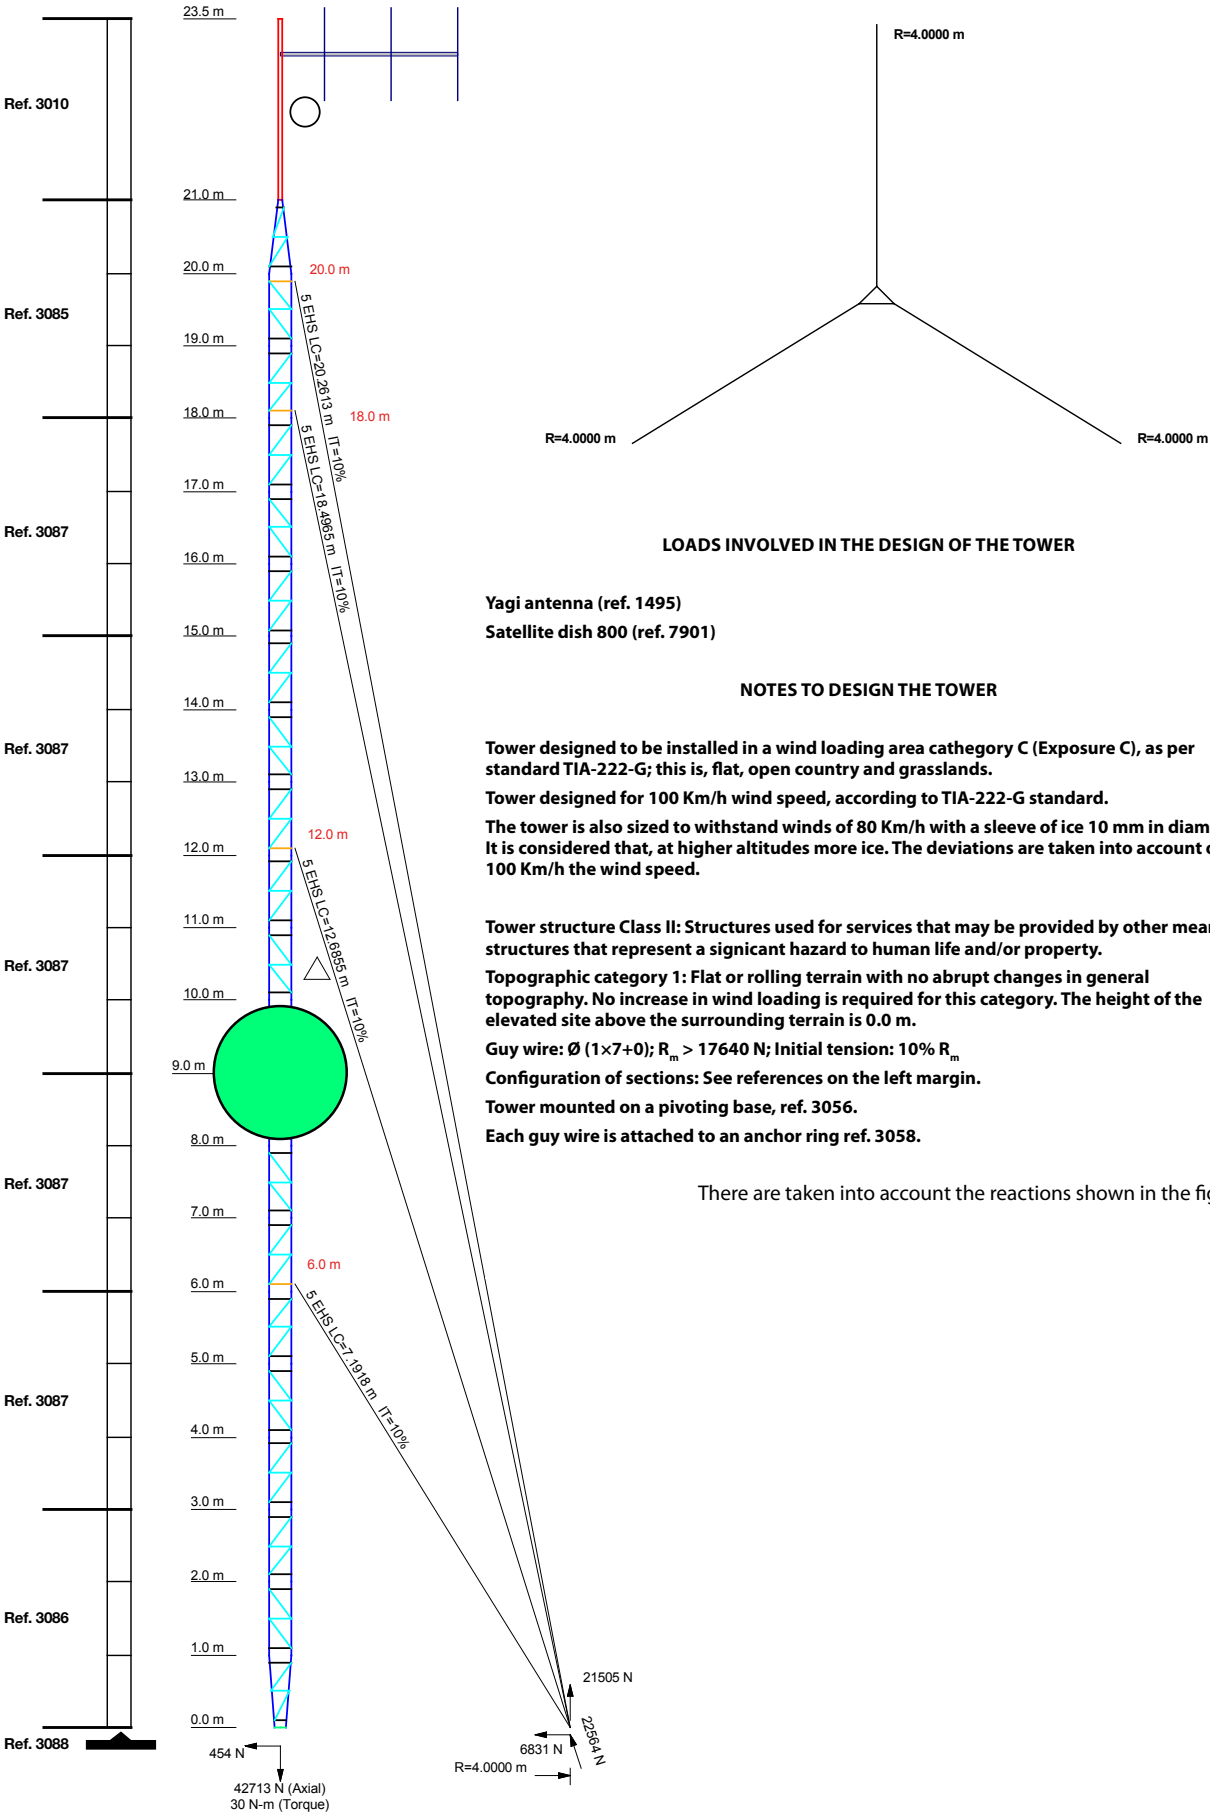 23.5 m
R=4.0000 m
Ref. 3010
21.0 m
20.0 m
20.0 m
Ref. 3085
5 EHS LC=20.2613 m IT=10%
19.0 m
18.0 m
18.0 m
5 EHS LC=18.4965 m IT=10%
R=4.0000 m
R=4.0000 m
17.0 m
Ref. 3087
16.0 m
LOADS INVOLVED IN THE DESIGN OF THE TOWER
Yagi antenna (ref. 1495)
Satellite dish 800 (ref. 7901)
15.0 m
NOTES TO DESIGN THE TOWER
14.0 m
Ref. 3087
Tower designed to be installed in a wind loading area cathegory C (Exposure C), as per
standard TIA-222-G; this is, flat, open country and grasslands.
13.0 m
Tower designed for 100 Km/h wind speed, according to TIA-222-G standard.
12.0 m
The tower is also sized to withstand winds of 80 Km/h with a sleeve of ice 10 mm in diam
12.0 m
It is considered that, at higher altitudes more ice. The deviations are taken into account
100 Km/h the wind speed.
5 EHS LC=12.6855 m IT=10%
11.0 m
Tower structure Class II: Structures used for services that may be provided by other mea
structures that represent a signicant hazard to human life and/or property.
Ref. 3087
Topographic category 1: Flat or rolling terrain with no abrupt changes in general
topography. No increase in wind loading is required for this category. The height of the
elevated site above the surrounding terrain is 0.0 m.
10.0 m
Guy wire: Ø (1×7+0); Rm > 17640 N; Initial tension: 10% Rm
9.0 m
Configuration of sections: See references on the left margin.
Tower mounted on a pivoting base, ref. 3056.
Each guy wire is attached to an anchor ring ref. 3058.
8.0 m
Ref. 3087
There are taken into account the reactions shown in the fig
7.0 m
6.0 m
6.0 m
5 EHS LC=7.1918 m IT=10%
5.0 m
Ref. 3087
4.0 m
3.0 m
2.0 m
Ref. 3086
1.0 m
21505 N
0.0 m
22564 N
Ref. 3088
454 N
6831 N
R=4.0000 m
42713 N (Axial)
30 N-m (Torque)